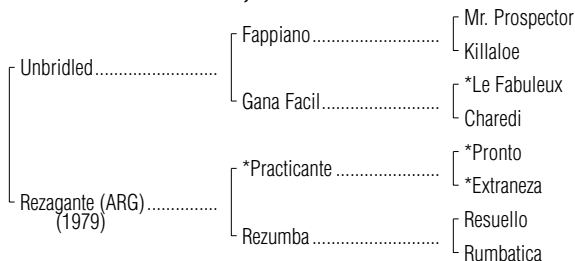 Mr. Prospector
Fappiano
Killaloe
Unbridled
*Le Fabuleux
Gana Facil
Charedi
*Pronto
*Practicante
*Extraneza
Rezagante (ARG)
(1979)
Resuello
Rezumba
Rumbatica